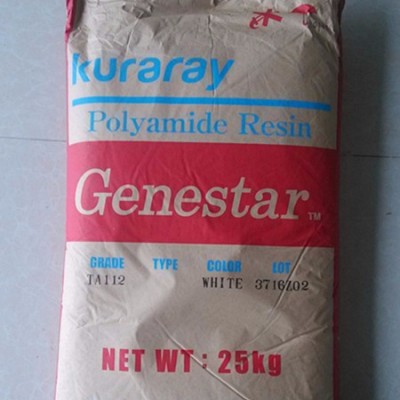 kuraray
Polyamide Resin
Genestar™
GRADE TYPE COLOR LOT
TA112 WHITE 3716Z02
NET WT: 25kg